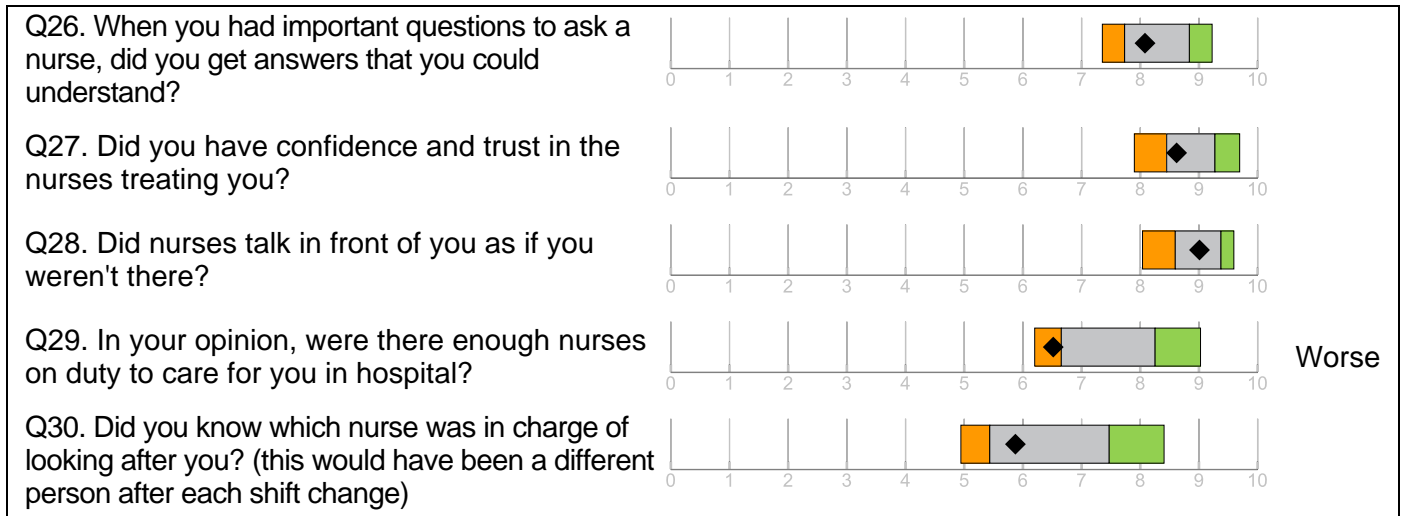 Q26. When you had important questions to ask a
nurse, did you get answers that you could
understand?
0 1 2 3 4 5 6 7 8 9 10
Q27. Did you have confidence and trust in the
nurses treating you?
0 1 2 3 4 5 6 7 8 9 10
Q28. Did nurses talk in front of you as if you
weren't there?
0 1 2 3 4 5 6 7 8 9 10
Q29. In your opinion, were there enough nurses
on duty to care for you in hospital?
0 1 2 3 4 5 6 7 8 9 10
Worse
Q30. Did you know which nurse was in charge of
looking after you? (this would have been a different
person after each shift change)
0 1 2 3 4 5 6 7 8 9 10